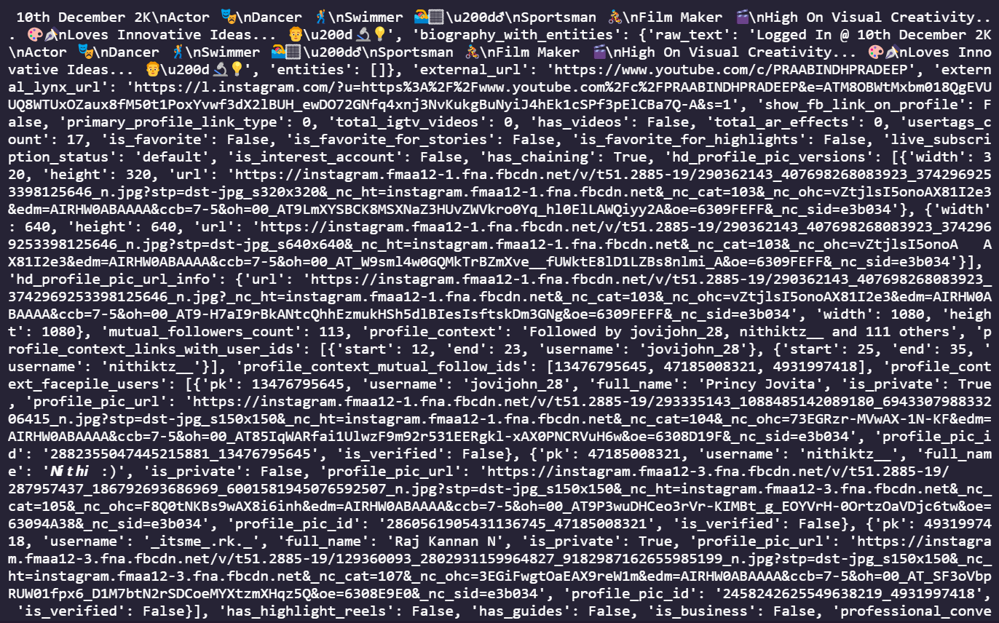 10th December 2K\nActor 🎭\nDancer 🕺\nSwimmer 🏊\u200d♂\nSportsman 🚴\nFilm Maker 🎬\nHigh On Visual Creativity..
. 🎨🖋\nLoves Innovative Ideas... 👨\u200d🔬💡', 'biography_with_entities': {'raw_text': 'Logged In @ 10th December 2K
\nActor 🎭\nDancer 🕺\nSwimmer 🏊\u200d♂\nSportsman 🚴\nFilm Maker 🎬\nHigh On Visual Creativity... 🎨🖋\nLoves Inno
vative Ideas... 👨\u200d🔬💡', 'entities': []}, 'external_url': 'https://www.youtube.com/c/PRAABINDHPRADEEP', 'extern
al_lynx_url': 'https://l.instagram.com/?u=https%3A%2F%2Fwww.youtube.com%2Fc%2FPRAABINDHPRADEEP&e=ATM8OBWtMxbm018QgEVU
UQ8WTUxOZaux8fM50t1PoxYvwf3dX2lBUH_ewDO72GNfq4xnj3NvKukgBuNyiJ4hEk1cSPf3pElCBa7Q-A&s=1', 'show_fb_link_on_profile': F
alse, 'primary_profile_link_type': 0, 'total_igtv_videos': 0, 'has_videos': False, 'total_ar_effects': 0, 'usertags_c
ount': 17, 'is_favorite': False, 'is_favorite_for_stories': False, 'is_favorite_for_highlights': False, 'live_subscri
ption_status': 'default', 'is_interest_account': False, 'has_chaining': True, 'hd_profile_pic_versions': [{'width': 3
20, 'height': 320, 'url': 'https://instagram.fmaa12-1.fna.fbcdn.net/v/t51.2885-19/290362143_407698268083923_374296925
3398125646_n.jpg?stp=dst-jpg_s320x320&_nc_ht=instagram.fmaa12-1.fna.fbcdn.net&_nc_cat=103&_nc_ohc=vZtjlsI5onoAX81I2e3
&edm=AIRHW0ABAAAA&ccb=7-5&oh=00_AT9LmXYSBCK8MSXNaZ3HUvZWVkro0Yq_hl0ElLAWQiyy2A&oe=6309FEFF&_nc_sid=e3b034'}, {'width'
: 640, 'height': 640, 'url': 'https://instagram.fmaa12-1.fna.fbcdn.net/v/t51.2885-19/290362143_407698268083923_374296
9253398125646_n.jpg?stp=dst-jpg_s640x640&_nc_ht=instagram.fmaa12-1.fna.fbcdn.net&_nc_cat=103&_nc_ohc=vZtjlsI5onoA   A
X81I2e3&edm=AIRHW0ABAAAA&ccb=7-5&oh=00_AT_W9sml4w0GQMkTrBZmXve__fUWktE8lD1LZBs8nlmi_A&oe=6309FEFF&_nc_sid=e3b034'}],
'hd_profile_pic_url_info': {'url': 'https://instagram.fmaa12-1.fna.fbcdn.net/v/t51.2885-19/290362143_407698268083923_
3742969253398125646_n.jpg?_nc_ht=instagram.fmaa12-1.fna.fbcdn.net&_nc_cat=103&_nc_ohc=vZtjlsI5onoAX81I2e3&edm=AIRHW0A
BAAAA&ccb=7-5&oh=00_AT9-H7aI9rBkANtcQhhEzmukHSh5dlBIesIsftskDm3GNg&oe=6309FEFF&_nc_sid=e3b034', 'width': 1080, 'heigh
t': 1080}, 'mutual_followers_count': 113, 'profile_context': 'Followed by jovijohn_28, nithiktz__ and 111 others', 'p
rofile_context_links_with_user_ids': [{'start': 12, 'end': 23, 'username': 'jovijohn_28'}, {'start': 25, 'end': 35, '
username': 'nithiktz__'}], 'profile_context_mutual_follow_ids': [13476795645, 47185008321, 4931997418], 'profile_cont
ext_facepile_users': [{'pk': 13476795645, 'username': 'jovijohn_28', 'full_name': 'Princy Jovita', 'is_private': True
, 'profile_pic_url': 'https://instagram.fmaa12-1.fna.fbcdn.net/v/t51.2885-19/293335143_1088485142089180_694330798833
206415_n.jpg?stp=dst-jpg_s150x150&_nc_ht=instagram.fmaa12-1.fna.fbcdn.net&_nc_cat=104&_nc_ohc=73EGRzr-MVwAX-1N-KF&edm=
AIRHW0ABAAAA&ccb=7-5&oh=00_AT85IqWARfai1UlwzF9m92r531EERgkl-xAX0PNCRVuH6w&oe=6308D19F&_nc_sid=e3b034', 'profile_pic_i
d': '2882355047445215881_13476795645', 'is_verified': False}, {'pk': 47185008321, 'username': 'nithiktz__', 'full_nam
e': '𝙉𝙞𝙩𝙝𝙞 :)', 'is_private': False, 'profile_pic_url': 'https://instagram.fmaa12-3.fna.fbcdn.net/v/t51.2885-19/
287957437_186792693686969_6001581945076592507_n.jpg?stp=dst-jpg_s150x150&_nc_ht=instagram.fmaa12-3.fna.fbcdn.net&_nc_
cat=105&_nc_ohc=F8Q0tNKBs9wAX8i6inh&edm=AIRHW0ABAAAA&ccb=7-5&oh=00_AT9P3wuDHCeo3rVr-KIMBt_g_EOYVrH-0OrtzOaVDjc6tw&oe=
63094A38&_nc_sid=e3b034', 'profile_pic_id': '2860561905431136745_47185008321', 'is_verified': False}, {'pk': 49319974
18, 'username': '_itsme_.rk._', 'full_name': 'Raj Kannan N', 'is_private': True, 'profile_pic_url': 'https://instagra
m.fmaa12-3.fna.fbcdn.net/v/t51.2885-19/129360093_2802931159964827_9182987162655985199_n.jpg?stp=dst-jpg_s150x150&_nc_
ht=instagram.fmaa12-3.fna.fbcdn.net&_nc_cat=107&_nc_ohc=3EGiFwgtOaEAX9reW1m&edm=AIRHW0ABAAAA&ccb=7-5&oh=00_AT_SF3oVbp
RUW01fpx6_D1M7btN2rSDCoeMYXtzmXHqz5Q&oe=6308E9E0&_nc_sid=e3b034', 'profile_pic_id': '2458242625549638219_4931997418',
'is_verified': False}], 'has_highlight_reels': False, 'has_guides': False, 'is_business': False, 'professional_conve